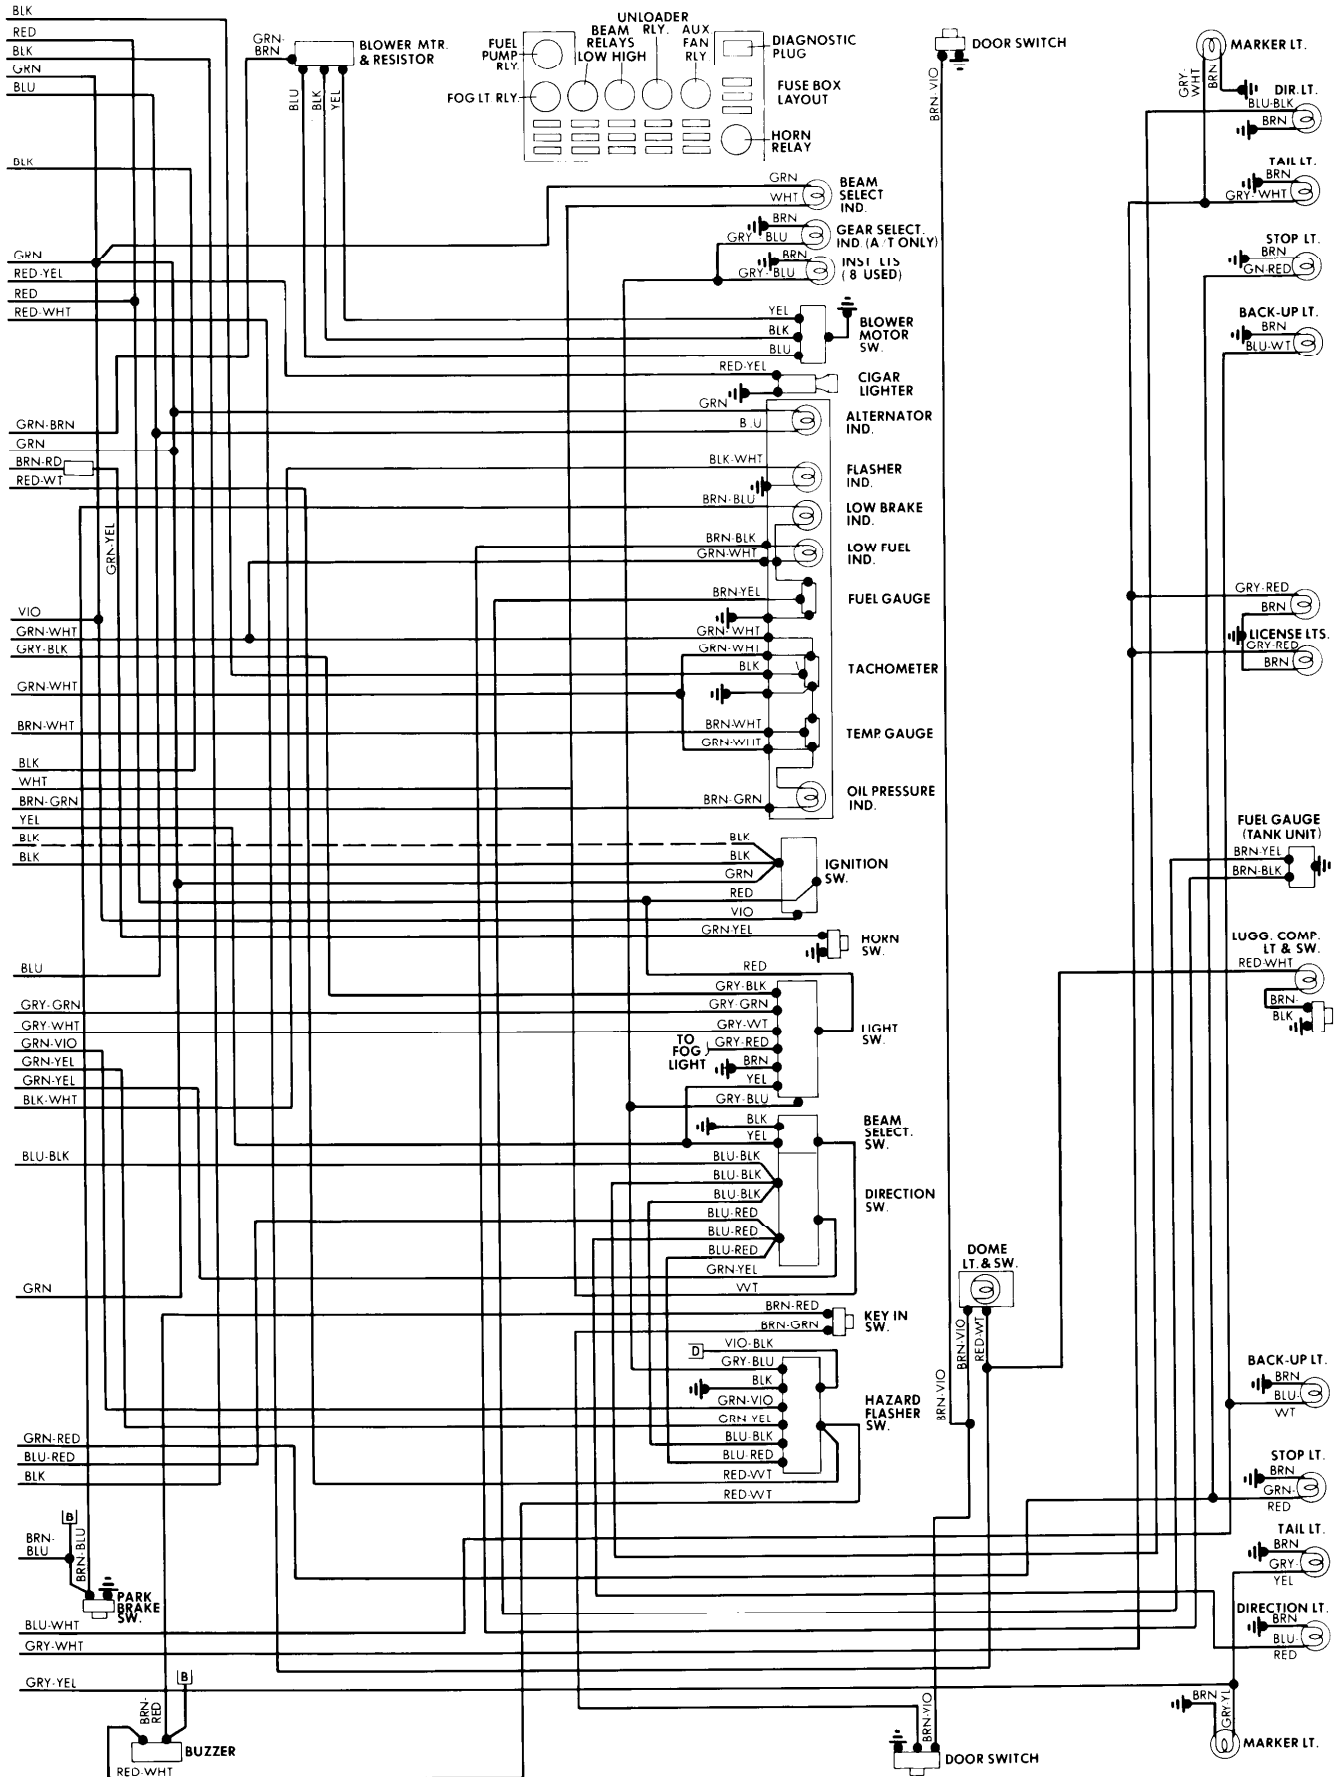 BLK
RED
BLK
GRN
BLU
BLK
GRN
RED-YEL
RED
RED-WHT
GRN-BRN
GRN
BRN-RD
RED-WT
GRN-YEL
VIO
GRN-WHT
GRY-BLK
GRN-WHT
BRN-WHT
BLK
WHT
BRN-GRN
YEL
BLK
BLK
BLU
GRY-GRN
GRY-WHT
GRN-VIO
GRN-YEL
GRN-YEL
BLK-WHT
BLU-BLK
GRN
GRN-RED
BLU-RED
BLK
B
BRN-
BLU
BRN-BLU
PARK
BRAKE
SW.
BLU-WHT
GRY-WHT
GRY-YEL
B
BRN-
RED
BUZZER
RED-WHT
GRN-
BRN
BLOWER MTR.
& RESISTOR
BLU
BLK
YEL
UNLOADER
RLY.
BEAM
RELAYS
LOW HIGH
AUX
FAN
RLY
FUEL
PUMP
RLY.
FOG LT RLY.
DIAGNOSTIC
PLUG
FUSE BOX
LAYOUT
HORN
RELAY
GRN
WHT
BEAM
SELECT
IND.
BRN
GRY-BLU
GEAR SELECT.
IND. (A/T ONLY)
BRN
GRY-BLU
INST LTS
(8 USED)
YEL
BLK
BLU
BLOWER
MOTOR
SW.
RED-YEL
CIGAR
LIGHTER
GRN
ALTERNATOR
IND.
BLK-WHT
FLASHER
IND.
BRN-BLU
LOW BRAKE
IND.
BRN-BLK
GRN-WHT
LOW FUEL
IND.
BRN-YEL
FUEL GAUGE
GRN-WHT
GRN-WHT
BLK
TACHOMETER
BRN-WHT
GRN-WHT
TEMP. GAUGE
BRN-GRN
OIL PRESSURE
IND.
BLK
BLK
GRN
RED
VIO
IGNITION
SW.
GRN-YEL
HORN
SW.
RED
GRY-BLK
GRY-GRN
GRY-WT
GRY-RED
BRN
YEL
GRY-BLU
TO
FOG
LIGHT
LIGHT
SW.
BLK
YEL
BEAM
SELECT.
SW.
BLU-BLK
BLU-BLK
BLU-BLK
BLU-RED
BLU-RED
BLU-RED
GRN-YEL
WT
DIRECTION
SW.
BRN-RED
BRN-GRN
KEY IN
SW.
D
VIO-BLK
GRY-BLU
BLK
GRN-VIO
GRN-YEL
BLU-BLK
BLU-RED
RED-WT
RED-WT
HAZARD
FLASHER
SW.
DOOR SWITCH
BRN-VIO
DOME
LT. & SW.
BRN-VIO
RED-WT
BRN-VIO
BRN-VIO
DOOR SWITCH
MARKER LT.
GRY-
WHT
BRN
DIR. LT.
BLU-BLK
BRN
TAIL LT.
BRN
GRY-WHT
STOP LT.
BRN
GN-RED
BACK-UP LT.
BRN
BLU-WT
GRY-RED
BRN
LICENSE LTS.
GRY-RED
BRN
FUEL GAUGE
(TANK UNIT)
BRN-YEL
BRN-BLK
LUGG. COMP.
LT & SW.
RED-WHT
BRN-
BLK
BACK-UP LT.
BRN
BLU-
WT
STOP LT.
BRN
GRN-
RED
TAIL LT.
BRN
GRY-
YEL
DIRECTION LT.
BRN
BLU-
RED
BRN
GRY-YL
MARKER LT.